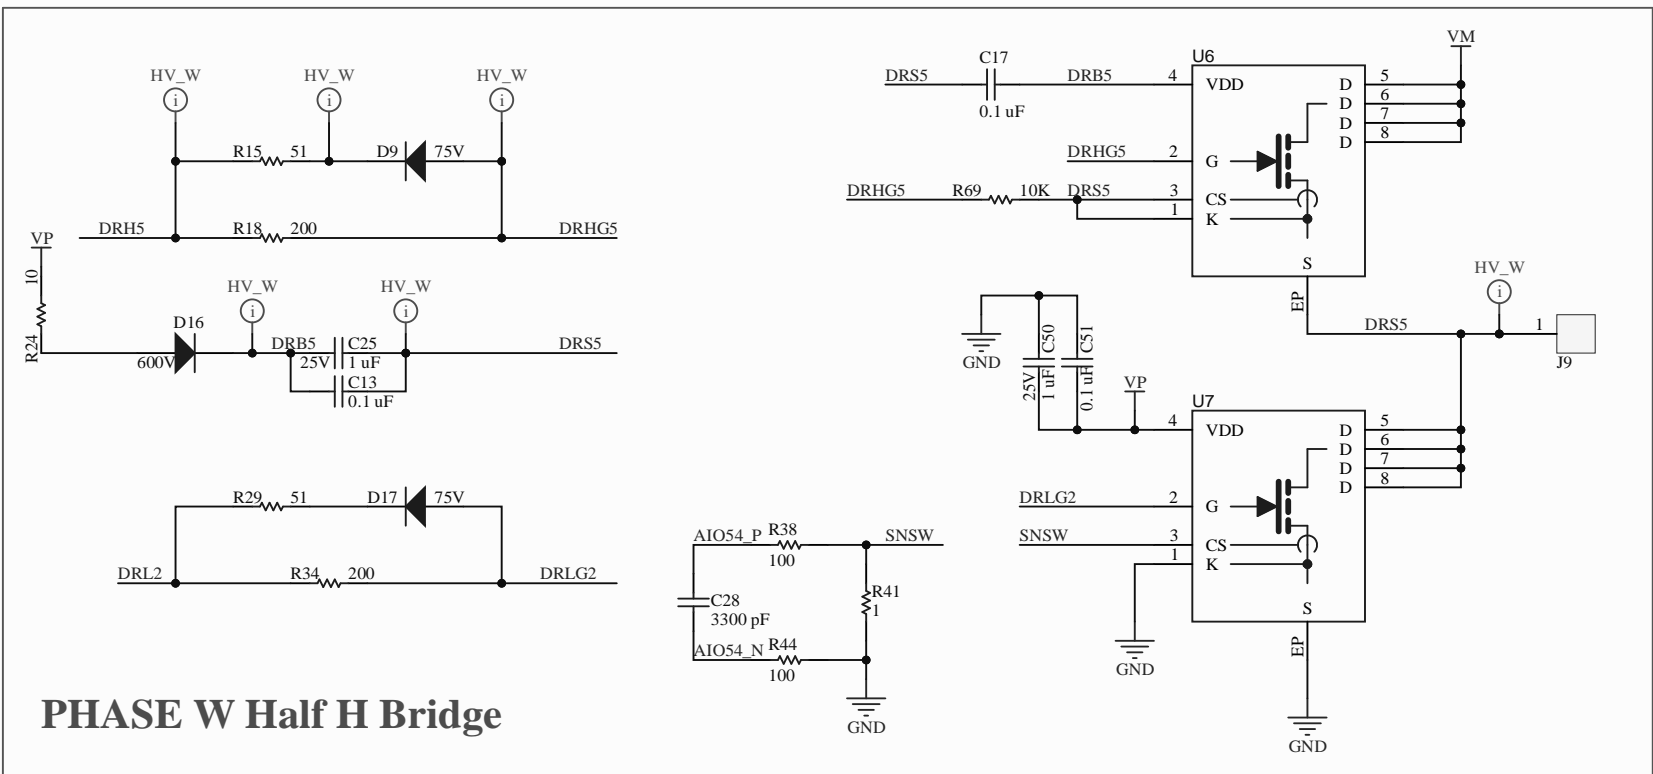 HV_W
i
HV_W
i
HV_W
i
R15 51
D9 75V
DRH5
R18 200
DRHG5
VP
10
R24
D16
600V
HV_W
i
HV_W
i
DRB5
25V
C25
1 uF
C13
0.1 uF
DRS5
R29 51
D17 75V
DRL2
R34 200
DRLG2
AIO54_P
R38
100
SNSW
C28
3300 pF
R41
1
AIO54_N
R44
100
GND
DRS5
C17
0.1 uF
DRB5
DRHG5
DRHG5
R69 10K
DRS5
U6
4 VDD
2 G
3 CS
1 K
D 5
D 6
D 7
D 8
S
EP
VM
DRS5
HV_W
i
1
J9
GND
C50
25V
1 uF
C51
0.1 uF
VP
U7
4 VDD
2 G
3 CS
1 K
D 5
D 6
D 7
D 8
S
EP
DRLG2
SNSW
GND
GND
PHASE W Half H Bridge